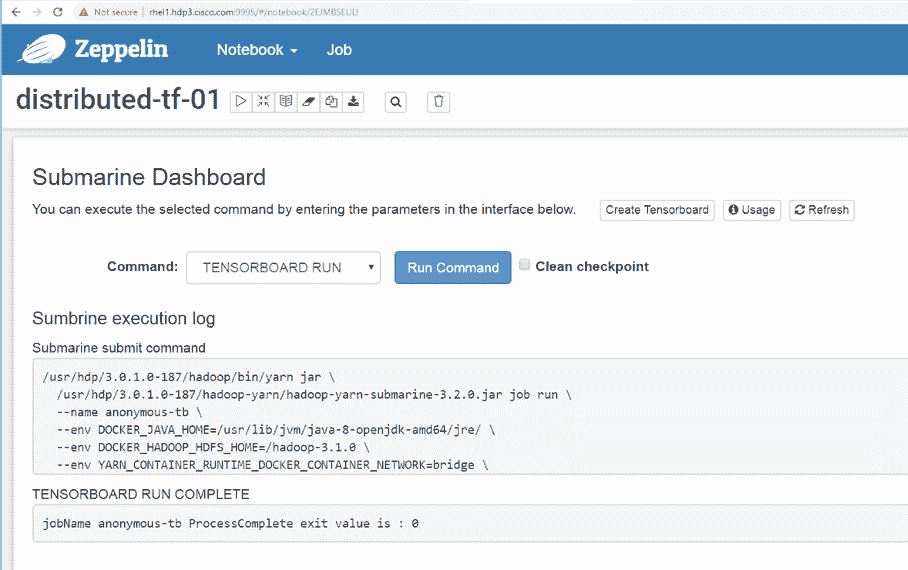 Not secure | rhel1.hdp3.cisco.com:9995/#/notebook/2EJMBSEUU
Zeppelin Notebook Job
distributed-tf-01
Submarine Dashboard
You can execute the selected command by entering the parameters in the interface below. Create Tensorboard Usage Refresh
Command: TENSORBOARD RUN Run Command Clean checkpoint
Sumbrine execution log
Submarine submit command
/usr/hdp/3.0.1.0-187/hadoop/bin/yarn jar \
/usr/hdp/3.0.1.0-187/hadoop-yarn/hadoop-yarn-submarine-3.2.0.jar job run \
--name anonymous-tb \
--env DOCKER_JAVA_HOME=/usr/lib/jvm/java-8-openjdk-amd64/jre/ \
--env DOCKER_HADOOP_HDFS_HOME=/hadoop-3.1.0 \
--env YARN_CONTAINER_RUNTIME_DOCKER_CONTAINER_NETWORK=bridge \
TENSORBOARD RUN COMPLETE
jobName anonymous-tb ProcessComplete exit value is : 0